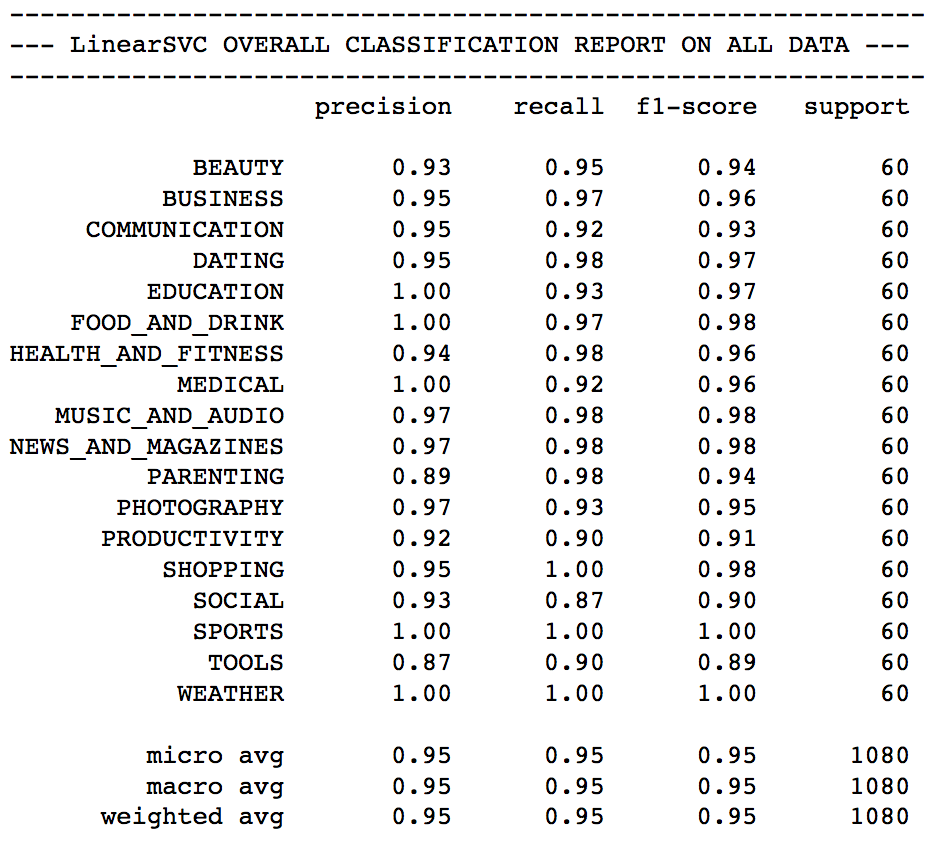 -------------------------------------------------------------
--- LinearSVC OVERALL CLASSIFICATION REPORT ON ALL DATA ---
-------------------------------------------------------------
precision recall f1-score support
BEAUTY 0.93 0.95 0.94 60
BUSINESS 0.95 0.97 0.96 60
COMMUNICATION 0.95 0.92 0.93 60
DATING 0.95 0.98 0.97 60
EDUCATION 1.00 0.93 0.97 60
FOOD_AND_DRINK 1.00 0.97 0.98 60
HEALTH_AND_FITNESS 0.94 0.98 0.96 60
MEDICAL 1.00 0.92 0.96 60
MUSIC_AND_AUDIO 0.97 0.98 0.98 60
NEWS_AND_MAGAZINES 0.97 0.98 0.98 60
PARENTING 0.89 0.98 0.94 60
PHOTOGRAPHY 0.97 0.93 0.95 60
PRODUCTIVITY 0.92 0.90 0.91 60
SHOPPING 0.95 1.00 0.98 60
SOCIAL 0.93 0.87 0.90 60
SPORTS 1.00 1.00 1.00 60
TOOLS 0.87 0.90 0.89 60
WEATHER 1.00 1.00 1.00 60
micro avg 0.95 0.95 0.95 1080
macro avg 0.95 0.95 0.95 1080
weighted avg 0.95 0.95 0.95 1080